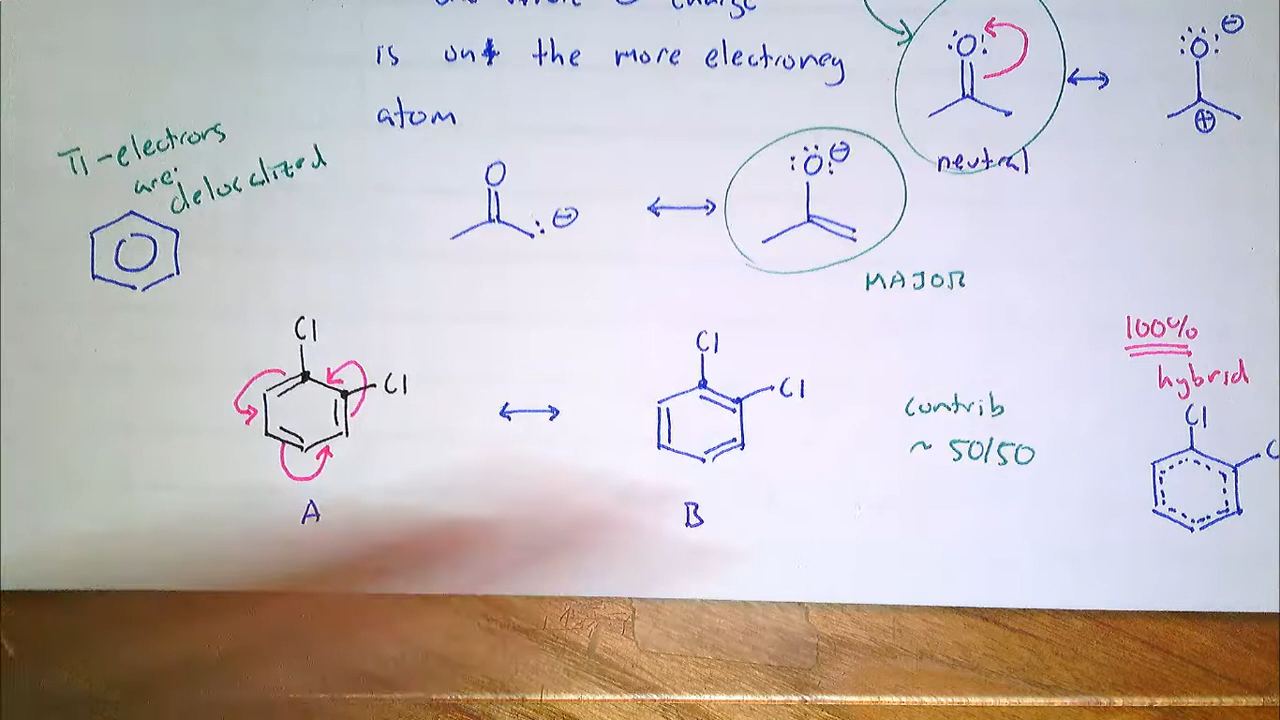 charge
is on the more electroneg
atom
π-electrons
are
delocalized
:O:
:O: ⊖
⊕
neutral
O
: ⊖
:O: ⊖
MAJOR
Cl
Cl
A
Cl
Cl
B
contrib
~ 50/50
100%
hybrid
Cl
C